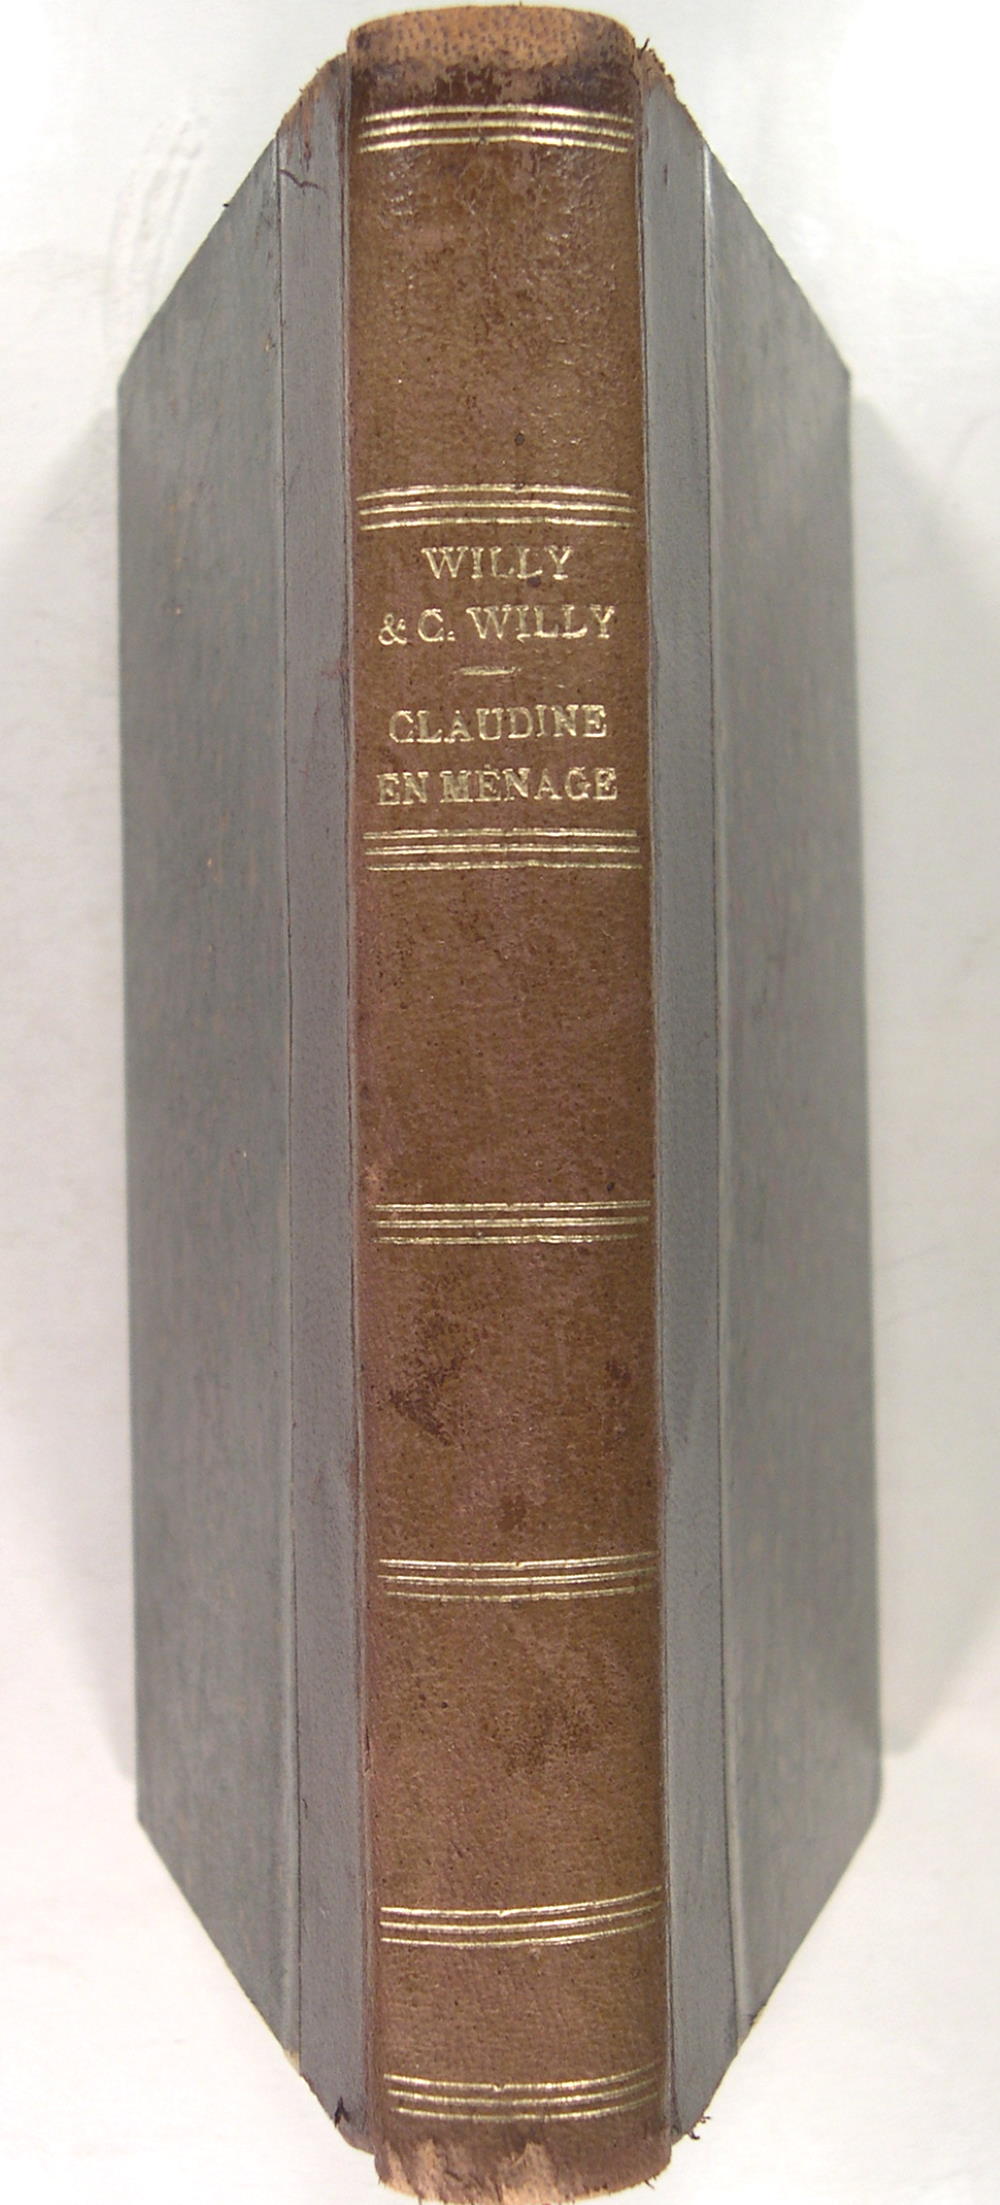 WILLY
& C. WILLY
CLAUDINE
EN MÉNAGE